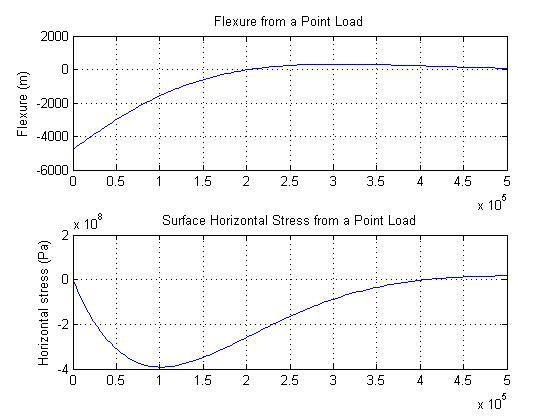 Flexure from a Point Load
2000
0
-2000
-4000
-6000
Flexure (m)
0 0.5 1 1.5 2 2.5 3 3.5 4 4.5 5
x 10^5
x 10^8
Surface Horizontal Stress from a Point Load
2
0
-2
-4
Horizontal stress (Pa)
0 0.5 1 1.5 2 2.5 3 3.5 4 4.5 5
x 10^5